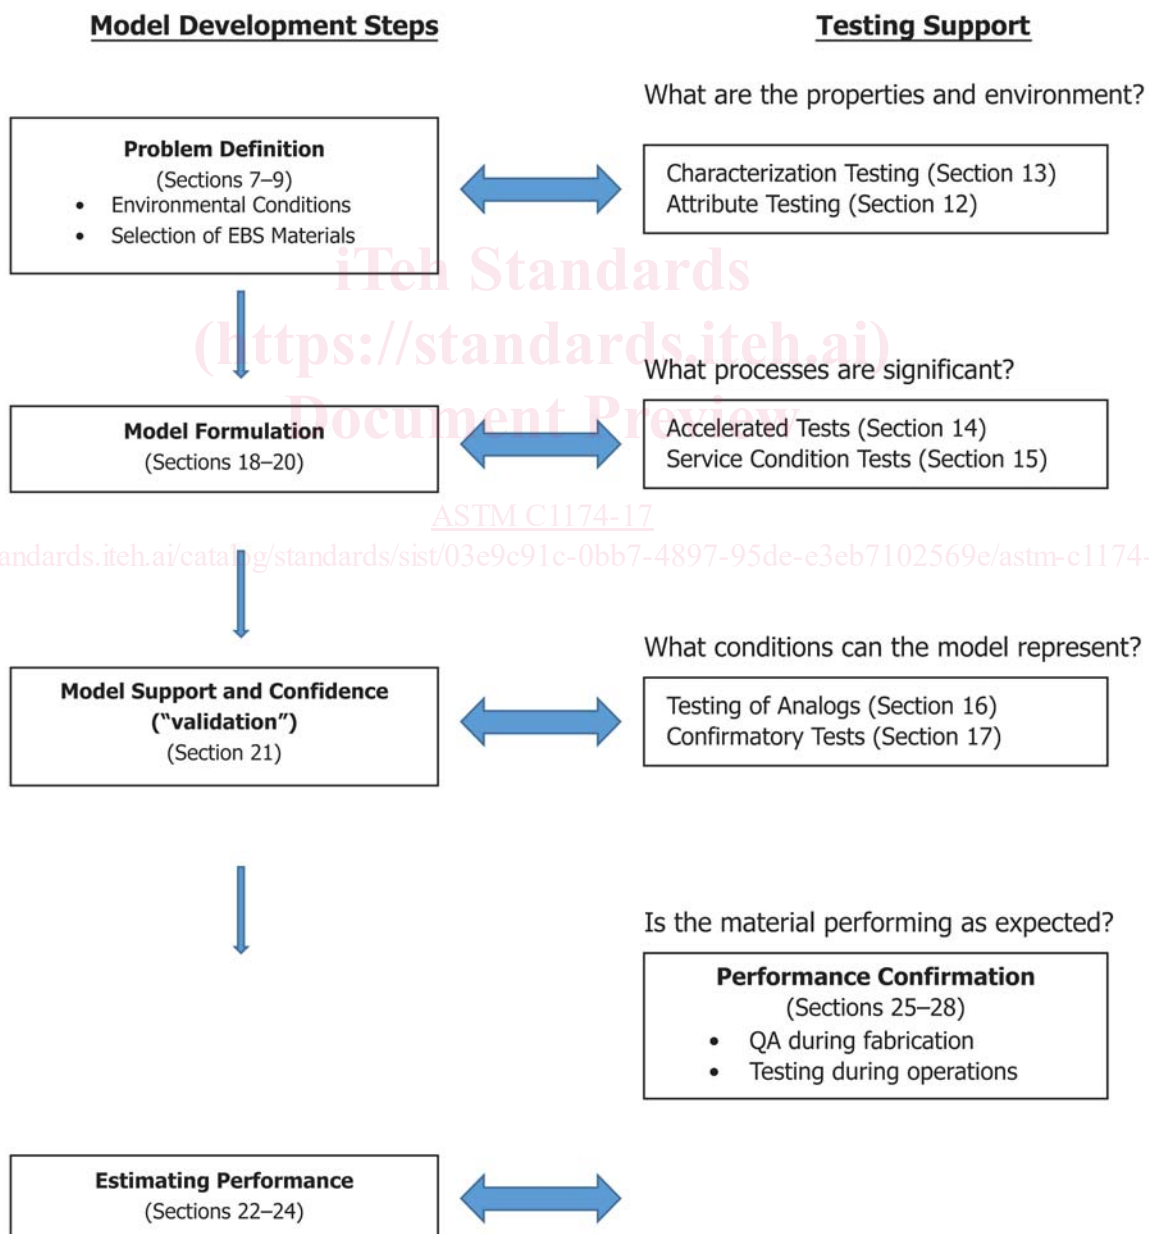 Model Development Steps
Testing Support
What are the properties and environment?
Problem Definition
(Sections 7–9)
• Environmental Conditions
• Selection of EBS Materials
Characterization Testing (Section 13)
Attribute Testing (Section 12)
iTeh Standards
(https://standards.iteh.ai)
Document Preview
What processes are significant?
Model Formulation
(Sections 18–20)
Accelerated Tests (Section 14)
Service Condition Tests (Section 15)
ASTM C1174-17
andards.iteh.ai/catalog/standards/sist/03e9c91c-0bb7-4897-95de-e3eb7102569e/astm-c1174-
What conditions can the model represent?
Model Support and Confidence
(“validation”)
(Section 21)
Testing of Analogs (Section 16)
Confirmatory Tests (Section 17)
Is the material performing as expected?
Performance Confirmation
(Sections 25–28)
• QA during fabrication
• Testing during operations
Estimating Performance
(Sections 22–24)